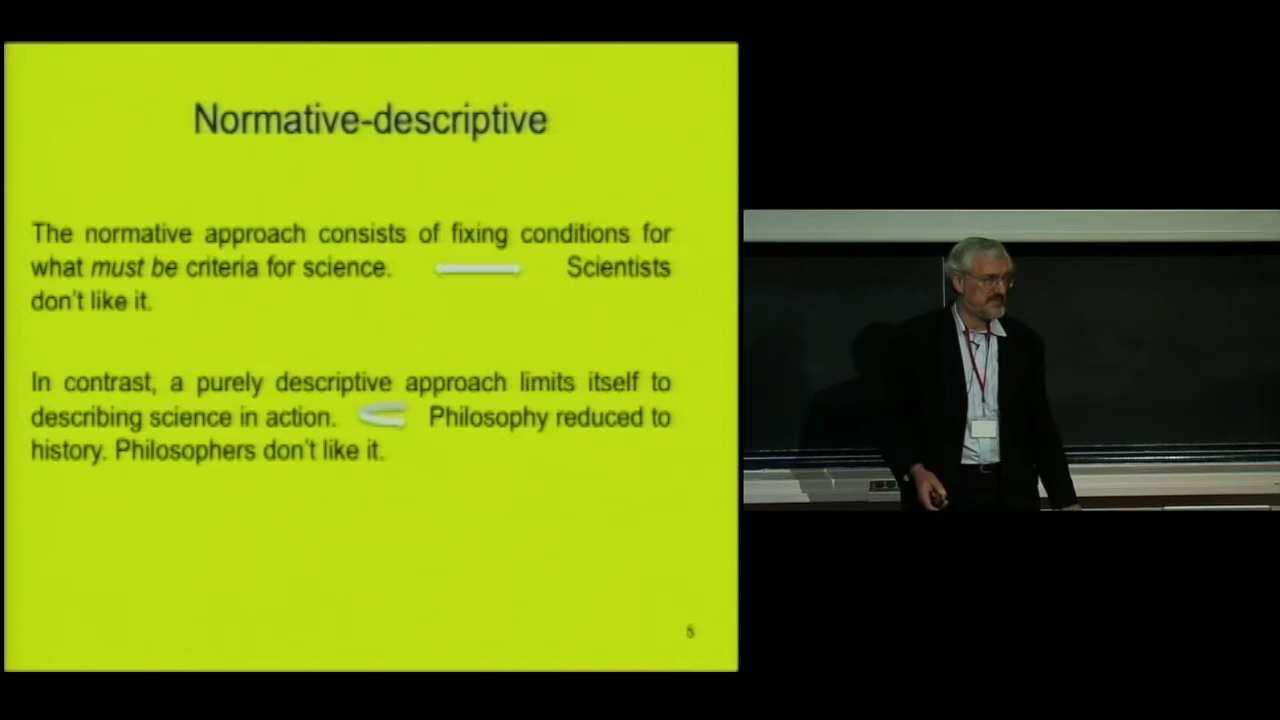 Normative-descriptive
The normative approach consists of fixing conditions for
what must be criteria for science. Scientists
don't like it.
In contrast, a purely descriptive approach limits itself to
describing science in action. Philosophy reduced to
history. Philosophers don't like it.